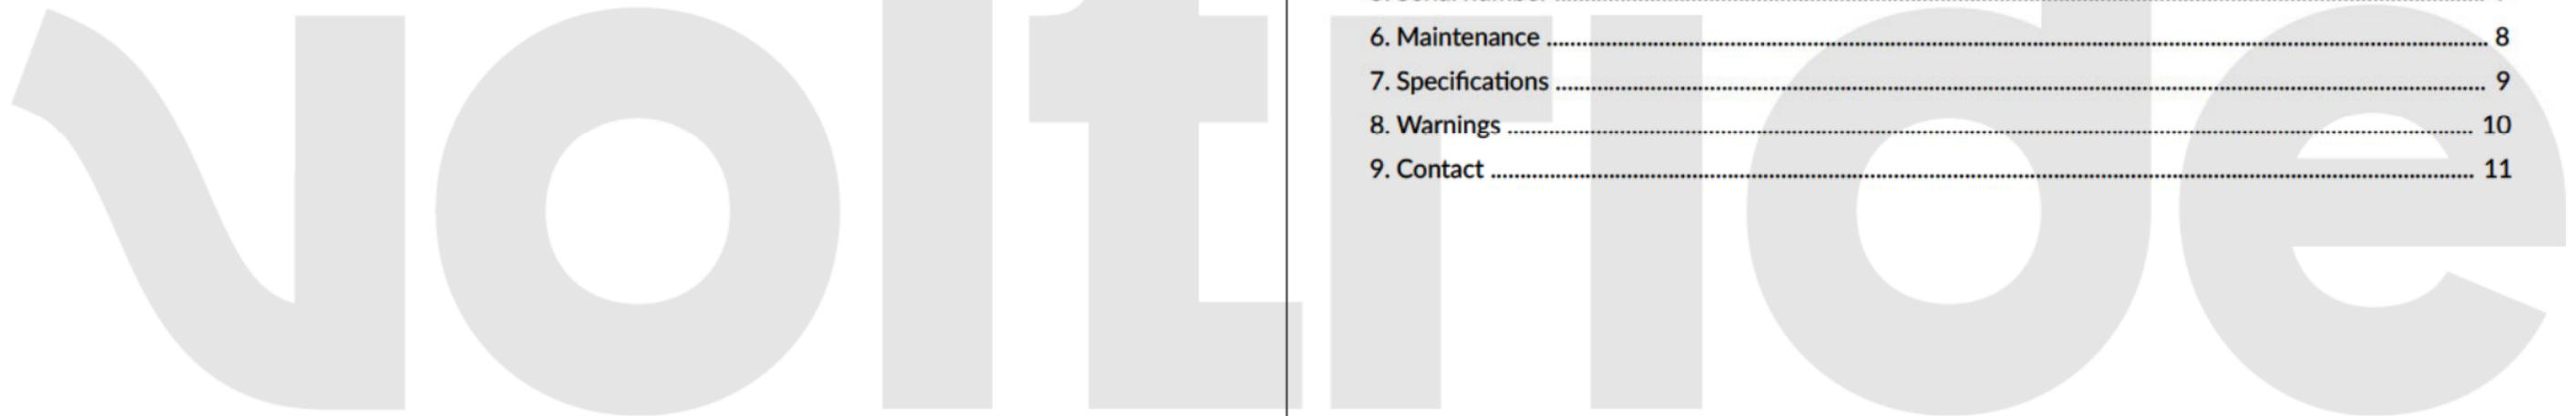 voltride
6. Maintenance ........................ 8
7. Specifications ........................ 9
8. Warnings ........................ 10
9. Contact ........................ 11